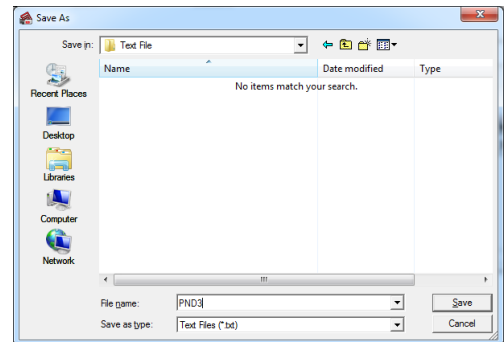 Save As
Save in: Text File
Name Date modified Type
No items match your search.
Recent Places
Desktop
Libraries
Computer
Network
File name: PND3
Save
Save as type: Text Files (*.txt)
Cancel